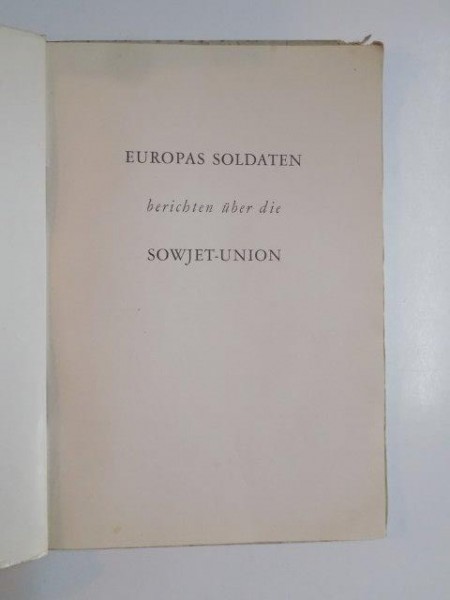 EUROPAS SOLDATEN
berichten über die
SOWJET-UNION